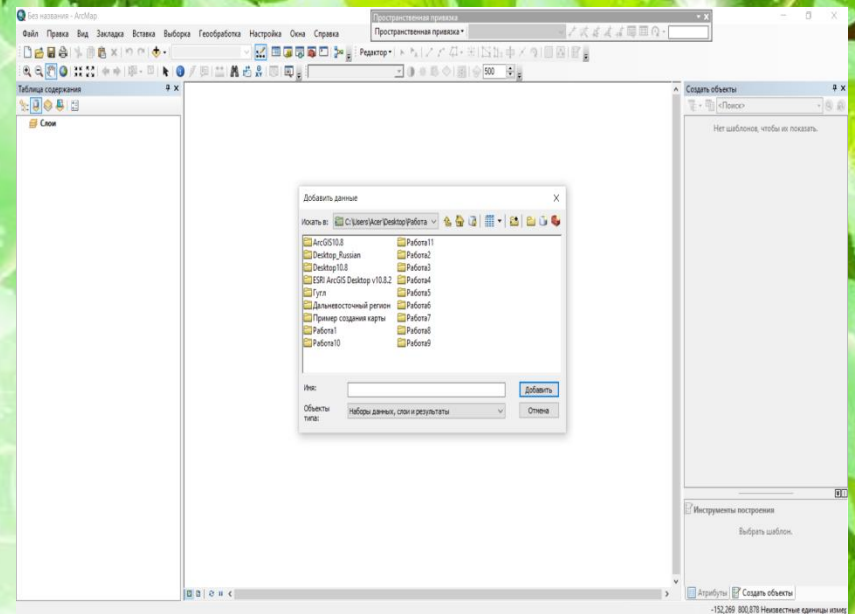 Без названия - ArcMap
Файл Правка Вид Закладка Вставка Выборка Геообработка Настройка Окна Справка
Пространственная привязка
Пространственная привязка
Редактор
500
Таблица содержания
Слои
Создать объекты
<Поиск>
Нет шаблонов, чтобы их показать.
Добавить данные
Искать в: C:\Users\Acer\Desktop\Работа
ArcGIS10.8
Desktop_Russian
Desktop10.8
ESRI ArcGIS Desktop v10.8.2
Гугл
Дальневосточный регион
Пример создания карты
Работа1
Работа10
Работа11
Работа2
Работа3
Работа4
Работа5
Работа6
Работа7
Работа8
Работа9
Имя:
Добавить
Объекты типа:
Наборы данных, слои и результаты
Отмена
Инструменты построения
Выбрать шаблон.
Атрибуты Создать объекты
-152,269 800,878 Неизвестные единицы измер